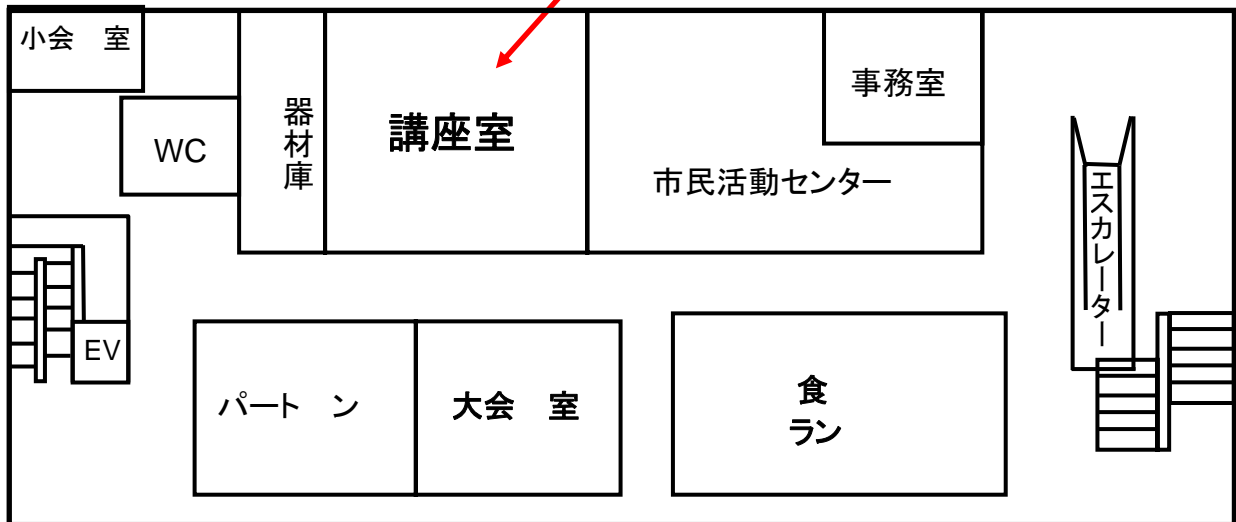 小会 室
事務室
器材庫
講座室
WC
市民活動センター
エスカレーター
EV
パート ン
大会 室
食
ラン